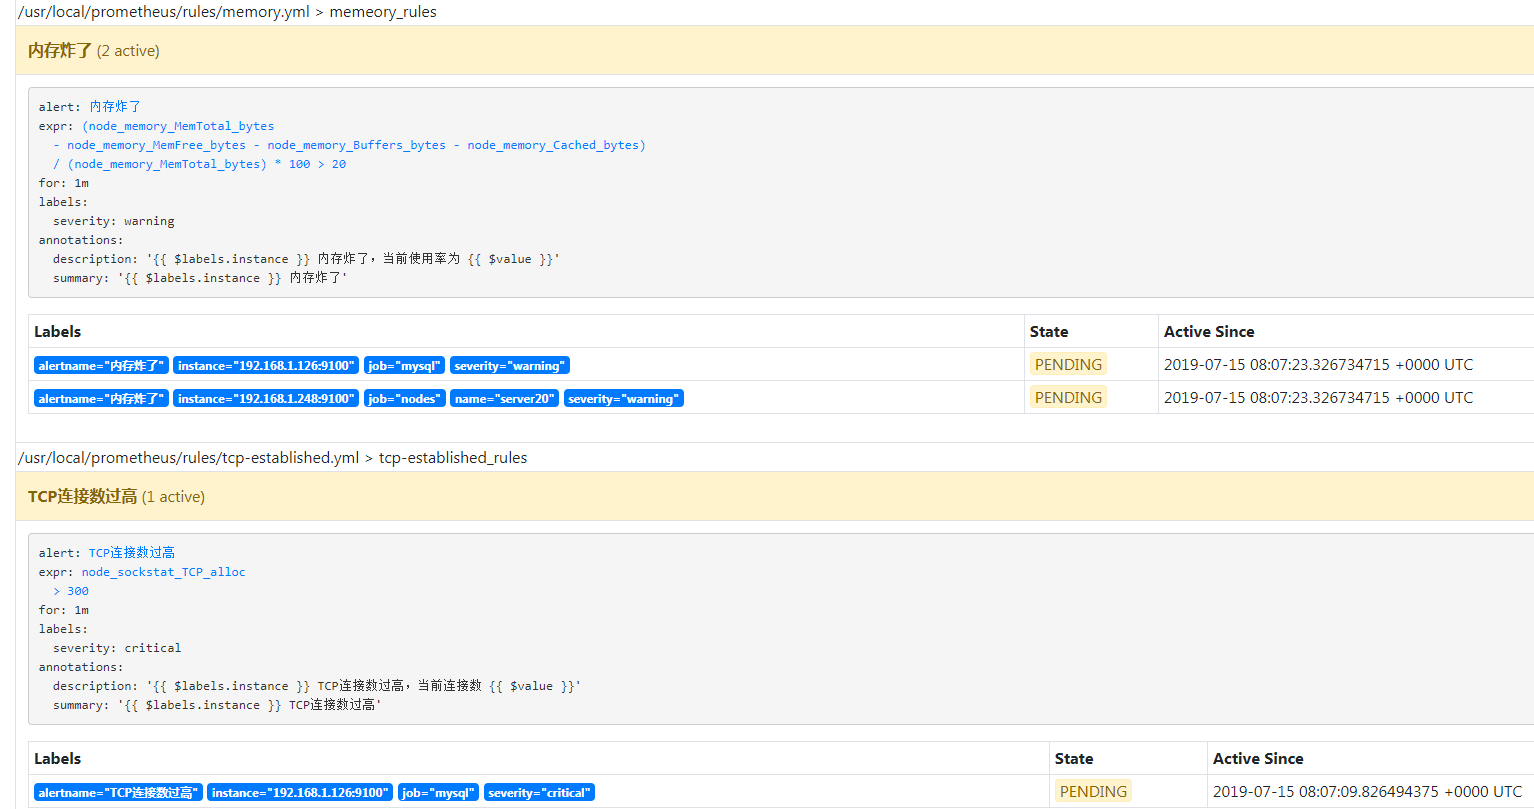 /usr/local/prometheus/rules/memory.yml > memeory_rules
内存炸了 (2 active)
alert: 内存炸了
expr: (node_memory_MemTotal_bytes
- node_memory_MemFree_bytes - node_memory_Buffers_bytes - node_memory_Cached_bytes)
/ (node_memory_MemTotal_bytes) * 100 > 20
for: 1m
labels:
severity: warning
annotations:
description: '{{ $labels.instance }} 内存炸了，当前使用率为 {{ $value }}'
summary: '{{ $labels.instance }} 内存炸了'
Labels State Active Since
alertname="内存炸了" instance="192.168.1.126:9100" job="mysql" severity="warning" PENDING 2019-07-15 08:07:23.326734715 +0000 UTC
alertname="内存炸了" instance="192.168.1.248:9100" job="nodes" name="server20" severity="warning" PENDING 2019-07-15 08:07:23.326734715 +0000 UTC
/usr/local/prometheus/rules/tcp-established.yml > tcp-established_rules
TCP连接数过高 (1 active)
alert: TCP连接数过高
expr: node_sockstat_TCP_alloc
> 300
for: 1m
labels:
severity: critical
annotations:
description: '{{ $labels.instance }} TCP连接数过高，当前连接数 {{ $value }}'
summary: '{{ $labels.instance }} TCP连接数过高'
Labels State Active Since
alertname="TCP连接数过高" instance="192.168.1.126:9100" job="mysql" severity="critical" PENDING 2019-07-15 08:07:09.826494375 +0000 UTC